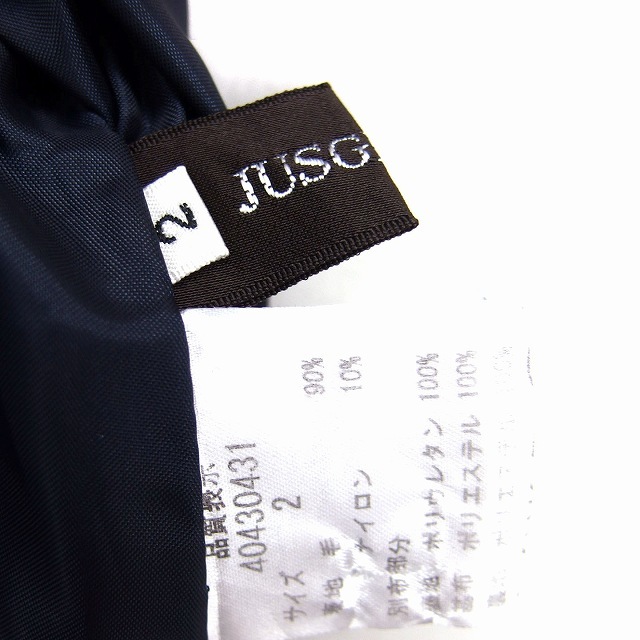 JUSG
2
品質表示
40430431
サイズ 2
表地 毛 90%
ナイロン 10%
別布部分
ポリウレタン 100%
基布 ポリエステル 100%